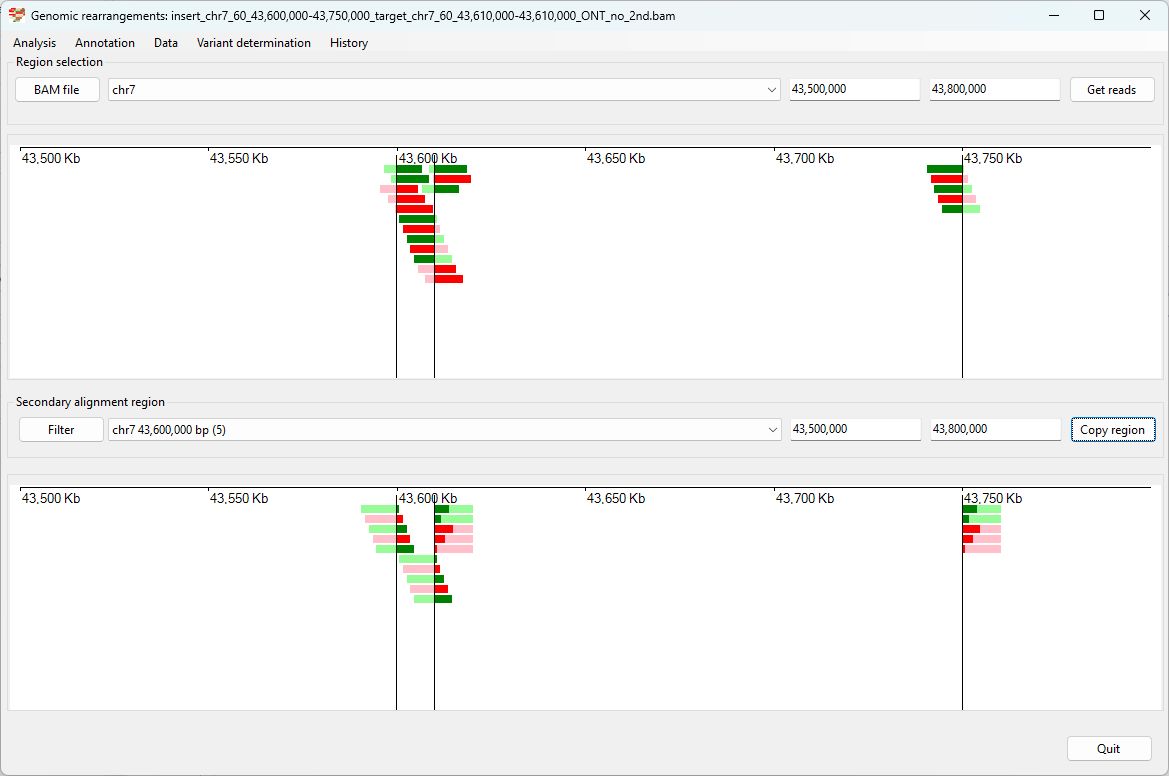 Genomic rearrangements: insert_chr7_60_43,600,000-43,750,000_target_chr7_60_43,610,000-43,610,000_ONT_no_2nd.bam
Analysis Annotation Data Variant determination History
Region selection
BAM file chr7 43,500,000 43,800,000 Get reads
43,500 Kb 43,550 Kb 43,600 Kb 43,650 Kb 43,700 Kb 43,750 Kb
Secondary alignment region
Filter chr7 43,600,000 bp (5) 43,500,000 43,800,000 Copy region
43,500 Kb 43,550 Kb 43,600 Kb 43,650 Kb 43,700 Kb 43,750 Kb
Quit